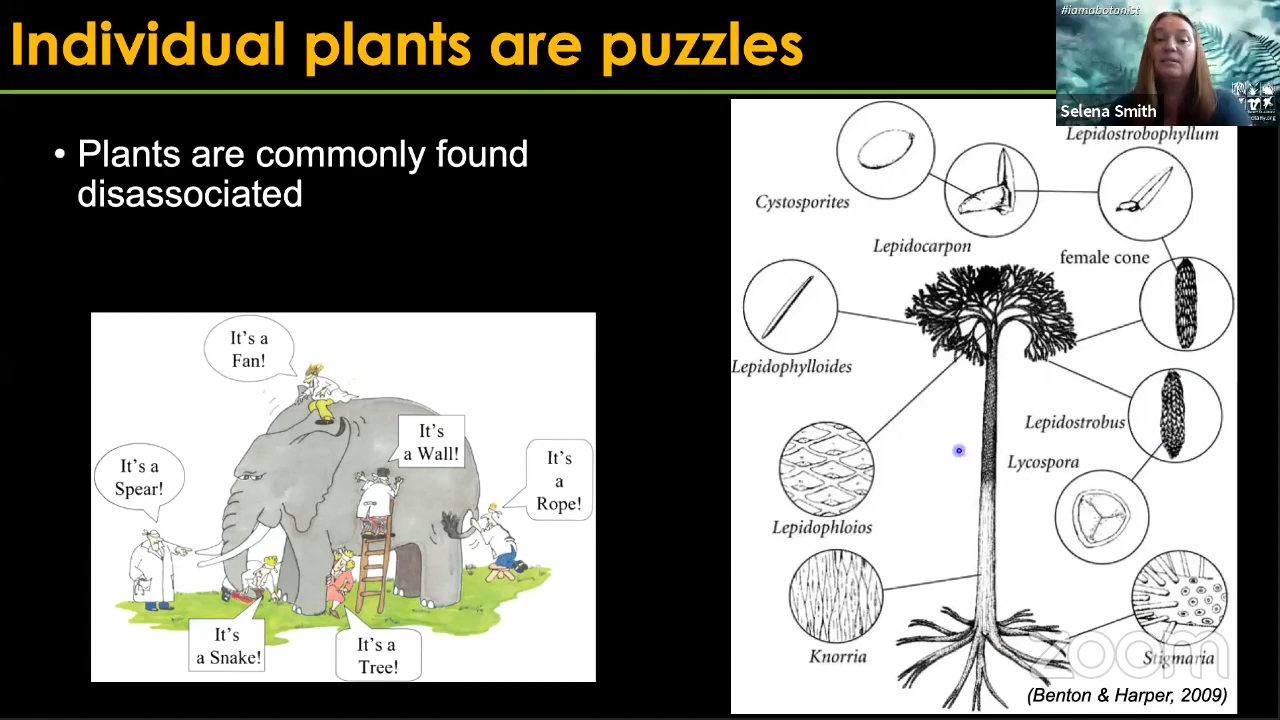 Individual plants are puzzles
#iamabotanist
Selena Smith
botany.org
• Plants are commonly found
disassociated
It's a
Fan!
It's
a Wall!
It's a
Spear!
It's
a
Rope!
It's
a Snake!
It's a
Tree!
Lepidostrobophyllum
Cystosporites
Lepidocarpon
female cone
Lepidophylloides
Lepidostrobus
Lycospora
Lepidophloios
Knorria
Stigmaria
zoom
(Benton & Harper, 2009)